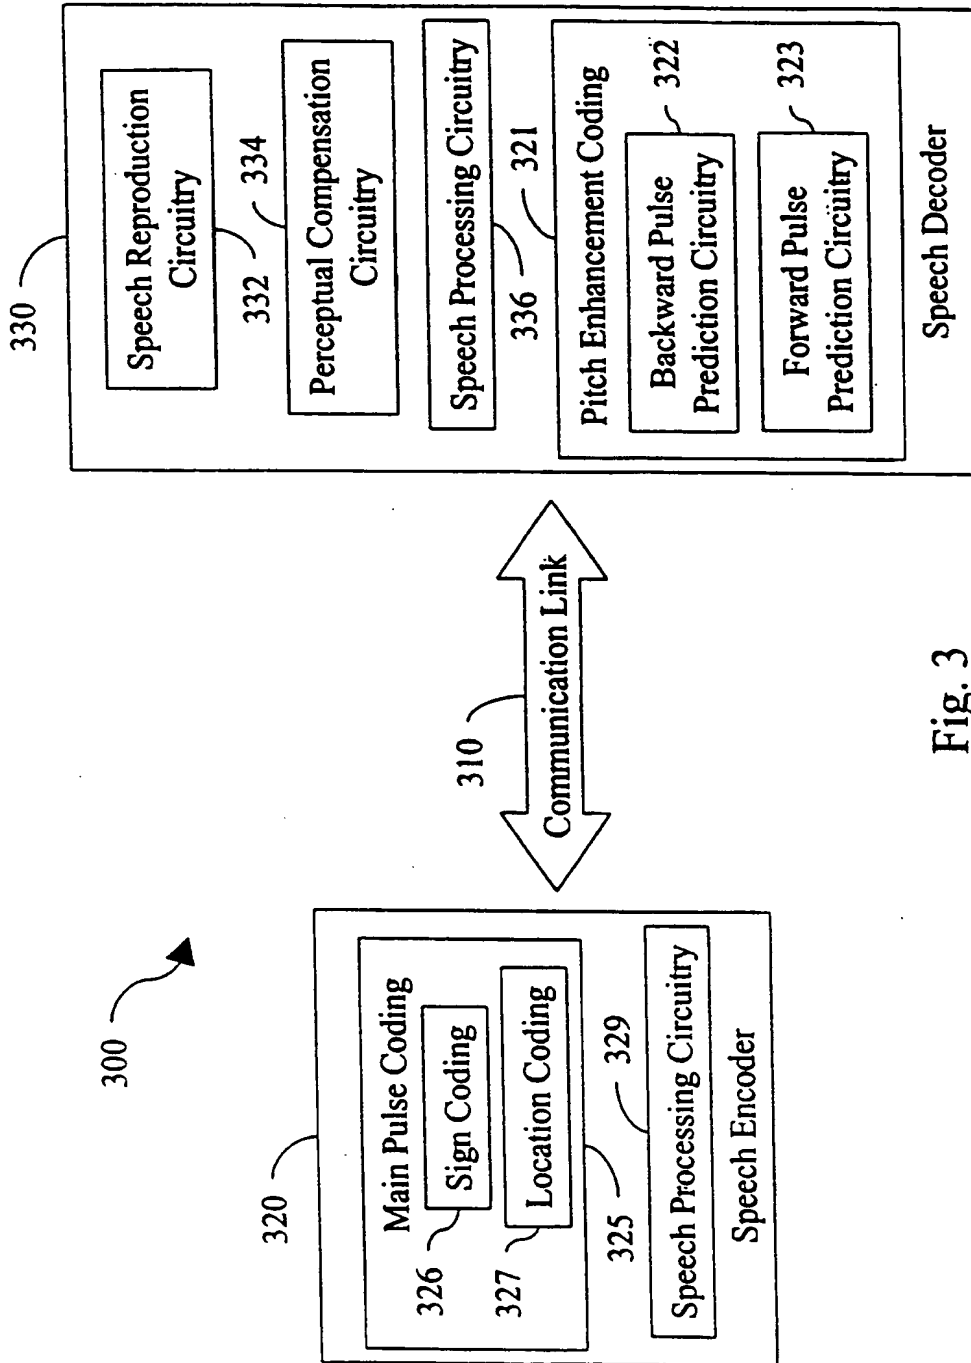 300
320
Main Pulse Coding
326
Sign Coding
327
Location Coding
325
329
Speech Processing Circuitry
Speech Encoder
310
Communication Link
330
Speech Reproduction
Circuitry
332
334
Perceptual Compensation
Circuitry
Speech Processing Circuitry
336
321
Pitch Enhancement Coding
322
Backward Pulse
Prediction Circuitry
323
Forward Pulse
Prediction Circuitry
Speech Decoder
Fig. 3